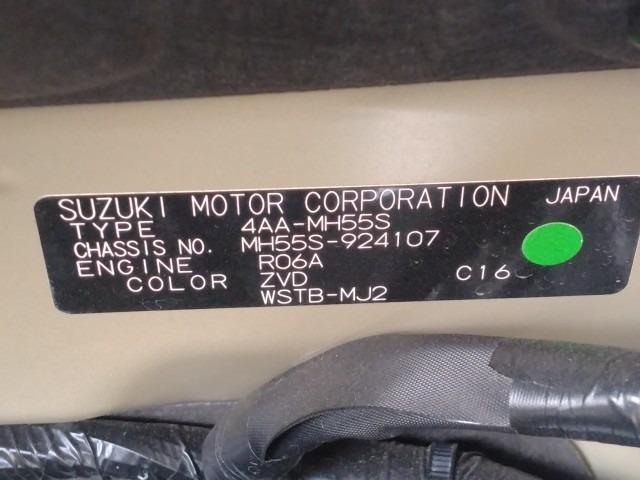 SUZUKI MOTOR CORPORATION JAPAN
TYPE 4AA-MH55S
CHASSIS NO. MH55S-924107
ENGINE R06A
COLOR ZVD C16
WSTB-MJ2